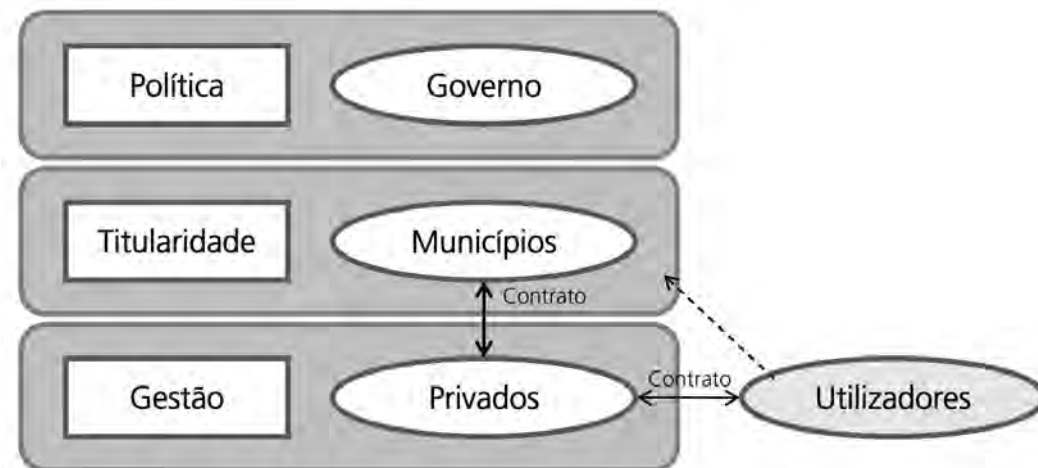 Política
Governo
Titularidade
Municípios
Contrato
Gestão
Privados
Contrato
Utilizadores